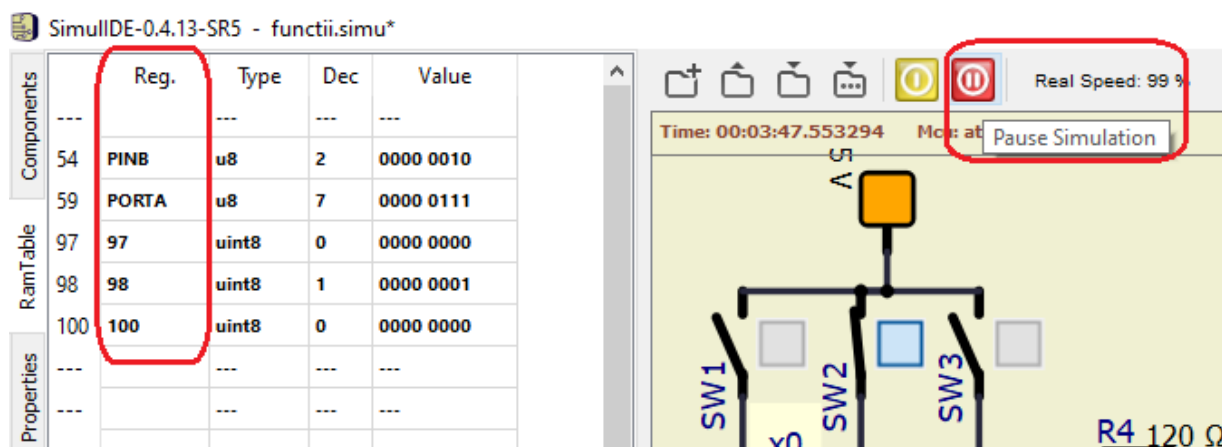 SimulIDE-0.4.13-SR5 - functii.simu*
Components
RamTable
Properties
Reg. Type Dec Value
--- --- --- ---
54 PINB u8 2 0000 0010
59 PORTA u8 7 0000 0111
97 97 uint8 0 0000 0000
98 98 uint8 1 0000 0001
100 100 uint8 0 0000 0000
--- --- --- ---
--- --- --- ---
Real Speed: 99 %
Time: 00:03:47.553294 Mcu: at
Pause Simulation
5 V
SW1
SW2
SW3
x0
R4 120 Ω